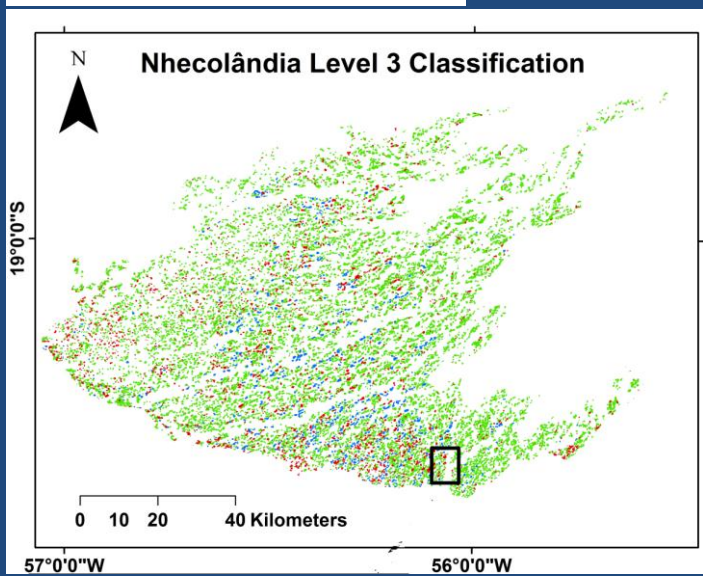 Nhecolândia Level 3 Classification
N
19°0'0"S
0 10 20 40 Kilometers
57°0'0"W 56°0'0"W